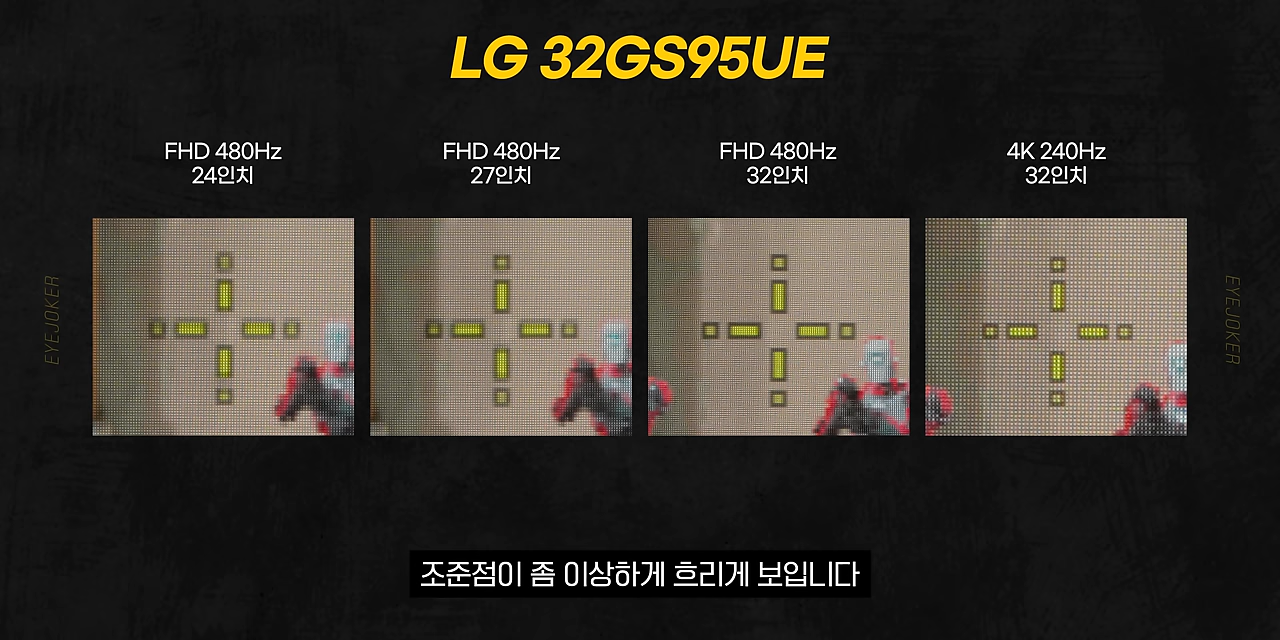 LG 32GS95UE
FHD 480Hz
24인치
FHD 480Hz
27인치
FHD 480Hz
32인치
4K 240Hz
32인치
EYEJOKER
EYEJOKER
조준점이 좀 이상하게 흐리게 보입니다